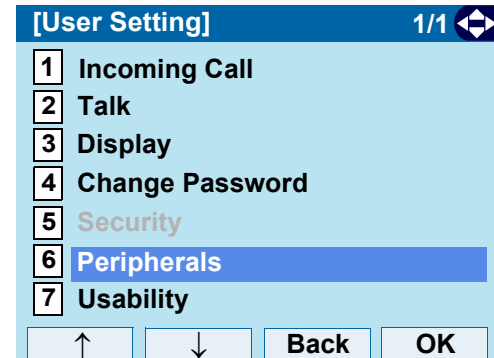 [User Setting] 1/1
1 Incoming Call
2 Talk
3 Display
4 Change Password
5 Security
6 Peripherals
7 Usability
↑ ↓ Back OK